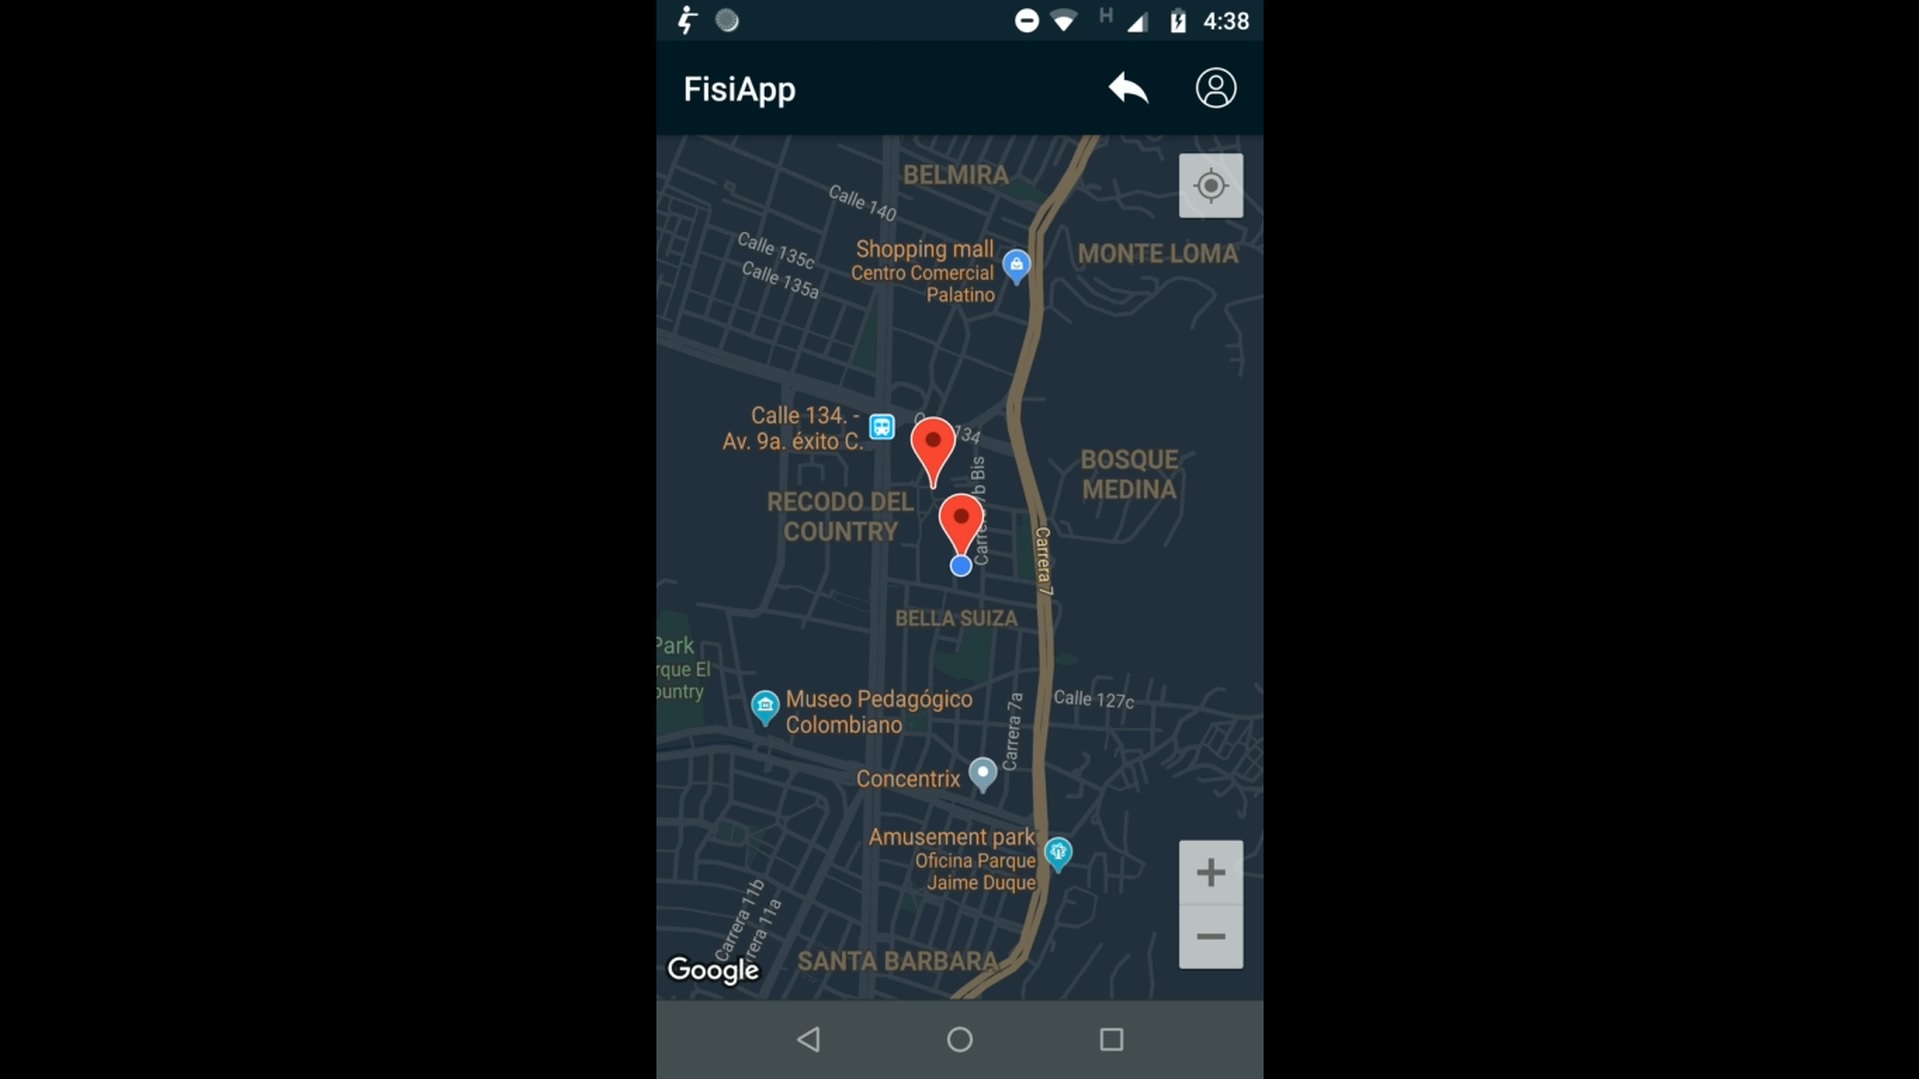 H
4:38
FisiApp
BELMIRA
Calle 140
MONTE LOMA
Calle 135c
Calle 135a
Shopping mall
Centro Comercial
Palatino
Calle 134. -
Av. 9a. éxito C.
134
BOSQUE
MEDINA
RECODO DEL
COUNTRY
7b Bis
Carrera 7
BELLA SUIZA
Park
rque El
ountry
Museo Pedagógico
Colombiano
Calle 127c
Carrera 7a
Concentrix
Amusement park
Oficina Parque
Jaime Duque
Carrera 11b
rrera 11a
SANTA BARBARA
Google